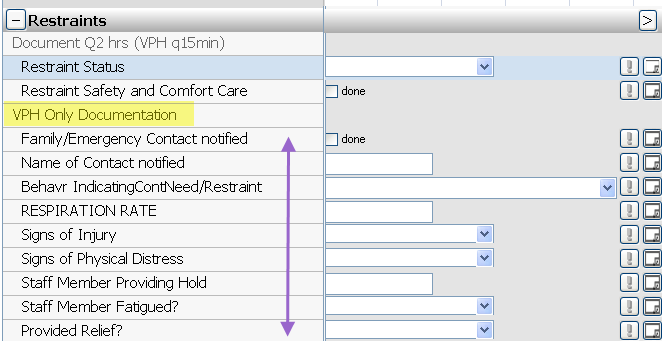 Restraints
Document Q2 hrs (VPH q15min)
Restraint Status
Restraint Safety and Comfort Care done
VPH Only Documentation
Family/Emergency Contact notified done
Name of Contact notified
Behavr IndicatingContNeed/Restraint
RESPIRATION RATE
Signs of Injury
Signs of Physical Distress
Staff Member Providing Hold
Staff Member Fatigued?
Provided Relief?